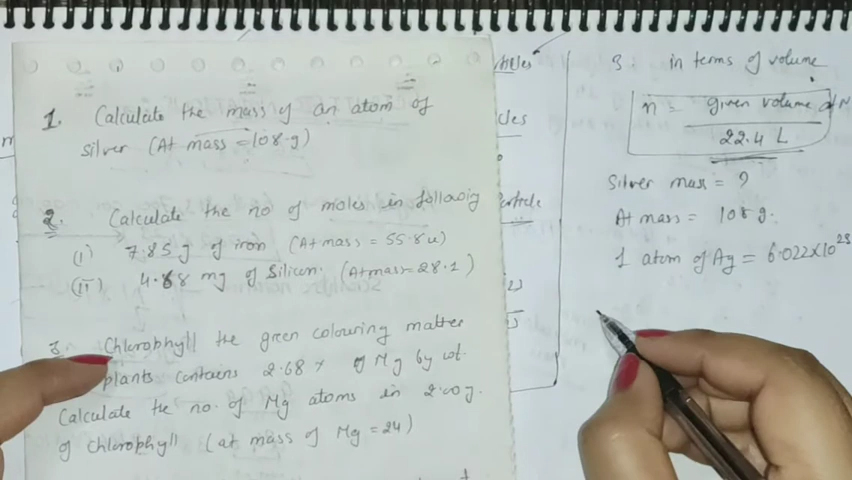 1. Calculate the mass of an atom of
silver (At mass = 108.g)
2. Calculate the no of moles in following
(I) 7.85 g of iron (At mass = 55.8u)
(II) 4.68 mg of Silicon. (At mass = 28.1)
3. Chlorophyll the green colouring matter
plants contains 2.68 % of Mg by wt.
Calculate the no. of Mg atoms in 2.00g.
of chlorophyll (at mass of Mg = 24)
3. in terms of volume
n = given volume
22.4 L
Silver mass = ?
At mass = 108 g.
1 atom of Ag = 6.022×10²³